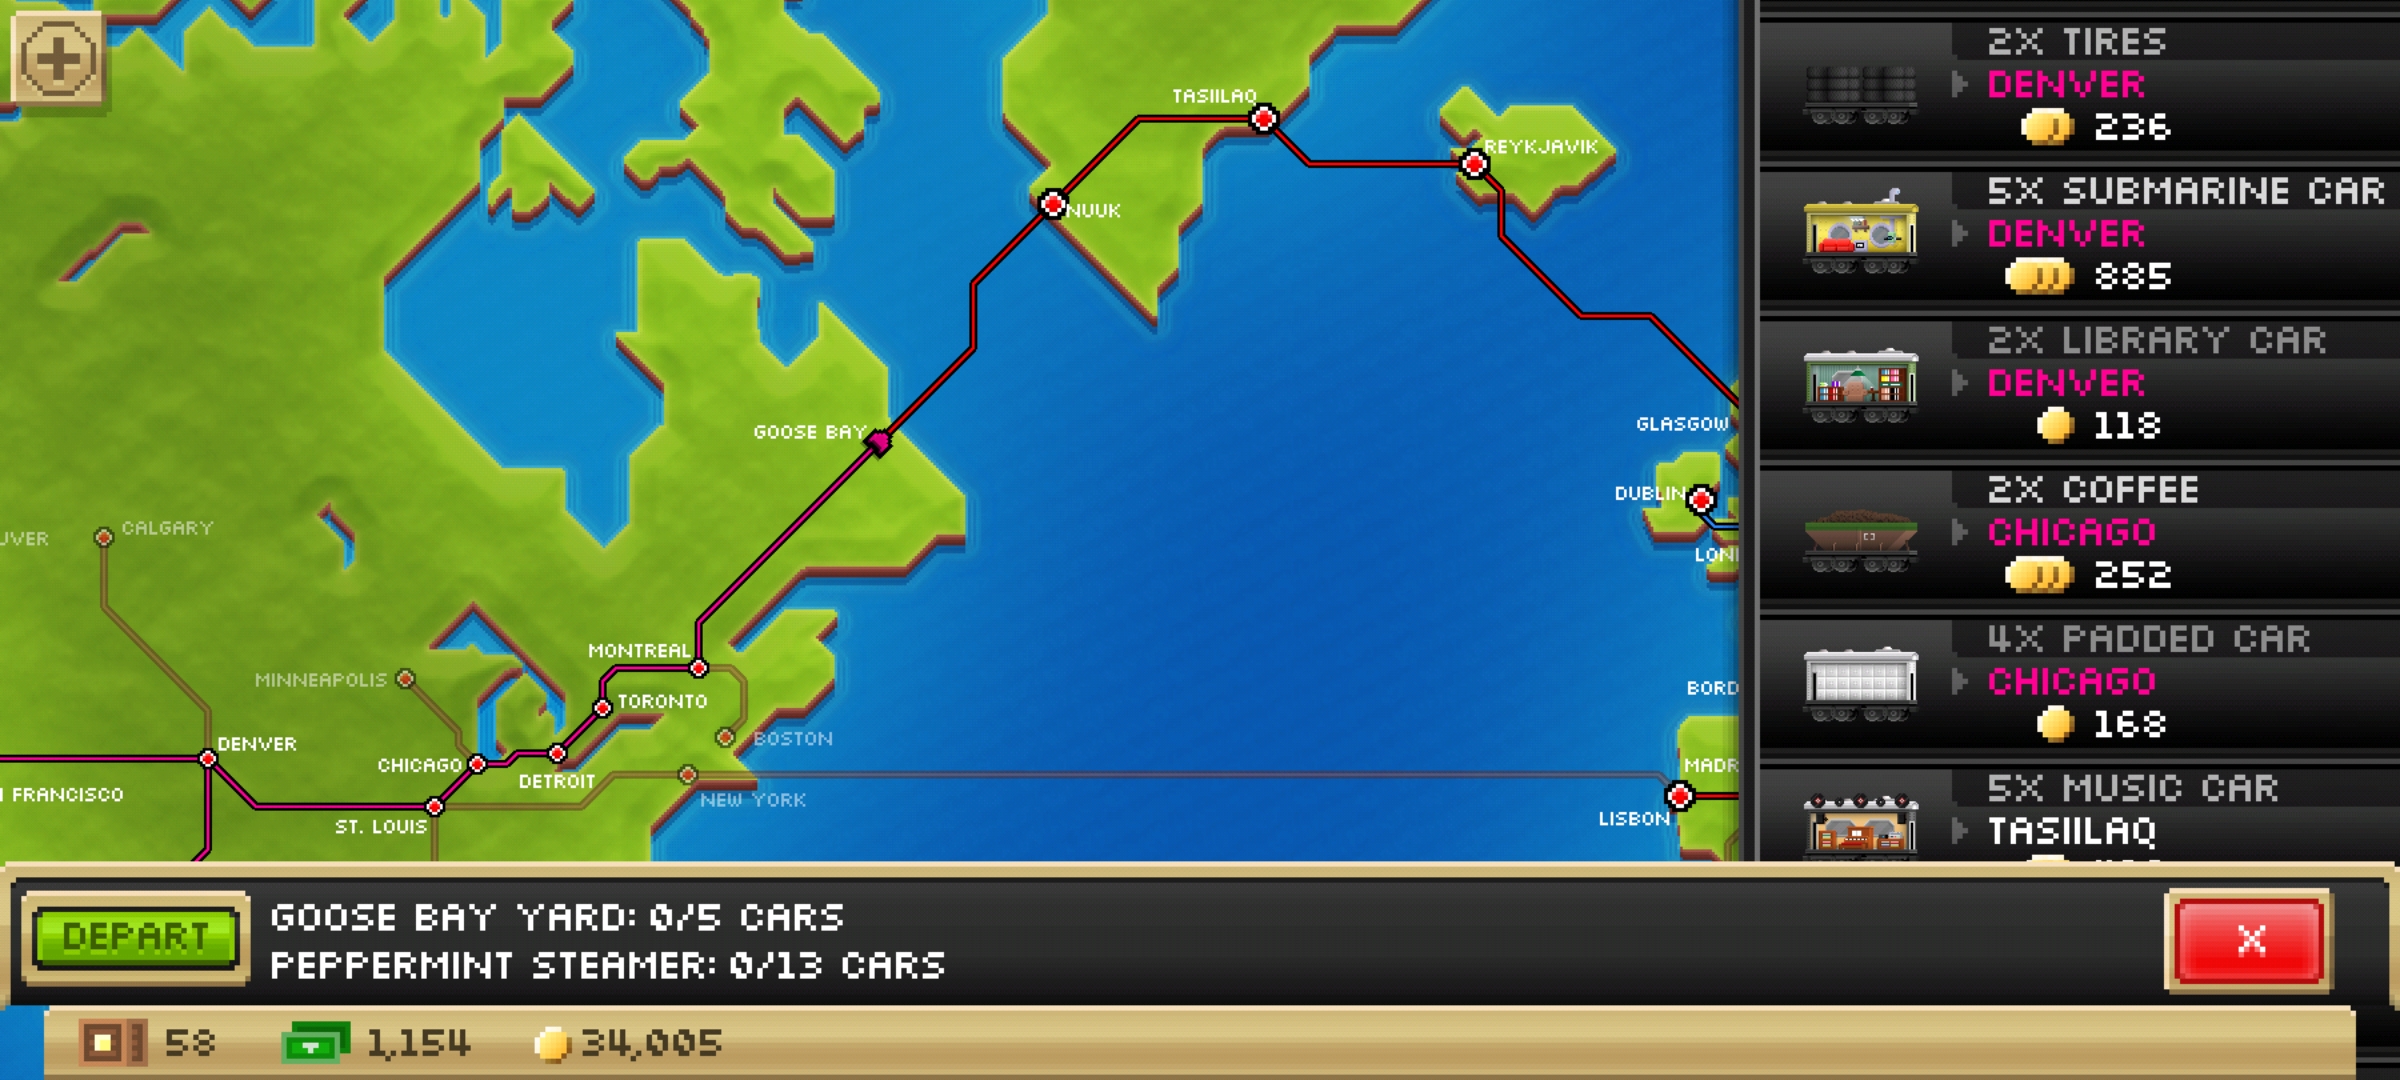 TASIILAQ
REYKJAVIK
NUUK
GOOSE BAY
GLASGOW
DUBLIN
CALGARY
MONTREAL
MINNEAPOLIS
TORONTO
BOSTON
DENVER
CHICAGO
DETROIT
FRANCISCO
NEW YORK
ST. LOUIS
LISBON
2X TIRES
DENVER
236
5X SUBMARINE CAR
DENVER
885
2X LIBRARY CAR
DENVER
118
2X COFFEE
CHICAGO
252
4X PADDED CAR
CHICAGO
168
5X MUSIC CAR
TASIILAQ
DEPART
GOOSE BAY YARD: 0/5 CARS
PEPPERMINT STEAMER: 0/13 CARS
X
58
1,154
34,005